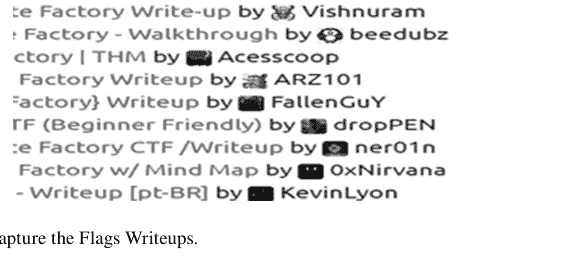 te Factory Write-up by Vishnuram
e Factory - Walkthrough by beedubz
ctory | THM by Acesscoop
Factory Writeup by ARZ101
Factory} Writeup by FallenGuY
TF (Beginner Friendly) by dropPEN
te Factory CTF /Writeup by ner01n
Factory w/ Mind Map by 0xNirvana
- Writeup [pt-BR] by KevinLyon
apture the Flags Writeups.